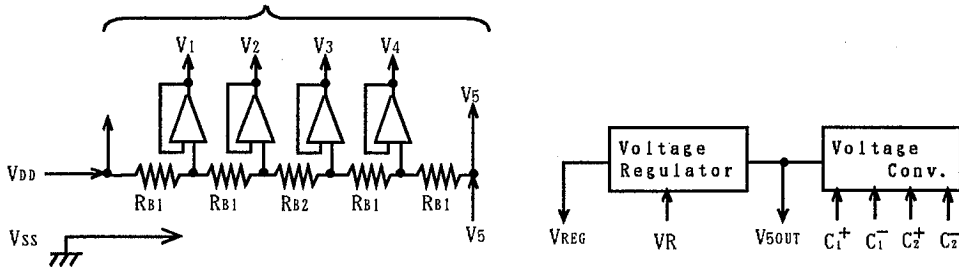 V1 V2 V3 V4
V5
VDD
RB1 RB1 RB2 RB1 RB1
VSS
V5
Voltage Regulator
Voltage Conv.
VREG VR V5OUT C1+ C1- C2+ C2-